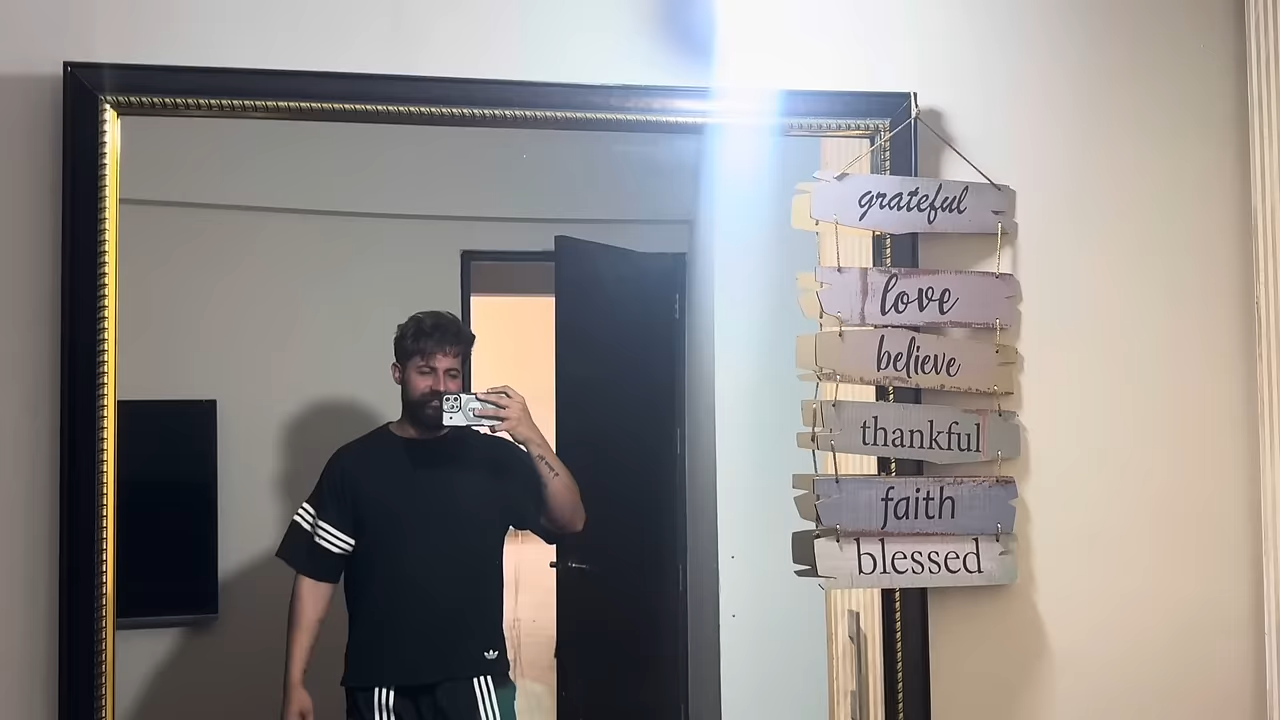 grateful
love
believe
thankful
faith
blessed